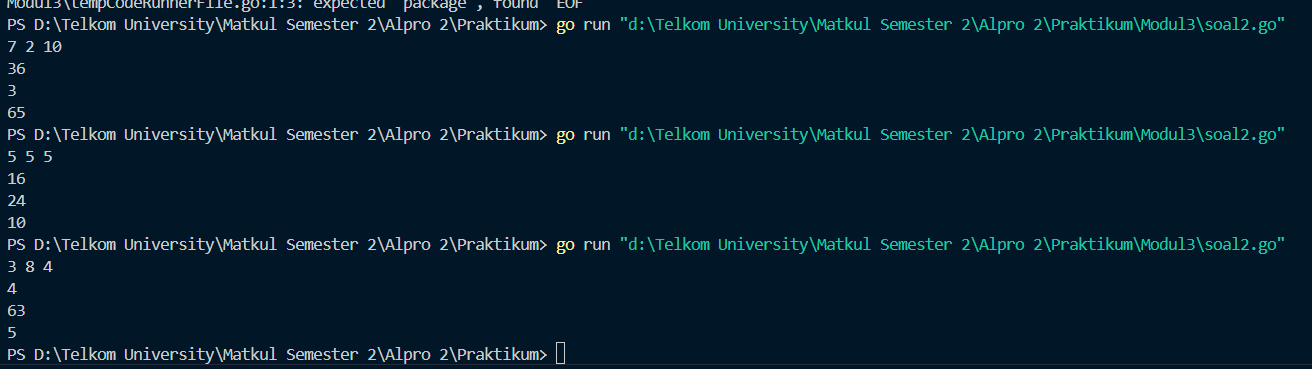 Modul3\tempCodeRunnerFile.go:1:3: expected 'package', found 'EOF'
PS D:\Telkom University\Matkul Semester 2\Alpro 2\Praktikum> go run "d:\Telkom University\Matkul Semester 2\Alpro 2\Praktikum\Modul3\soal2.go"
7 2 10
36
3
65
PS D:\Telkom University\Matkul Semester 2\Alpro 2\Praktikum> go run "d:\Telkom University\Matkul Semester 2\Alpro 2\Praktikum\Modul3\soal2.go"
5 5 5
16
24
10
PS D:\Telkom University\Matkul Semester 2\Alpro 2\Praktikum> go run "d:\Telkom University\Matkul Semester 2\Alpro 2\Praktikum\Modul3\soal2.go"
3 8 4
4
63
5
PS D:\Telkom University\Matkul Semester 2\Alpro 2\Praktikum>